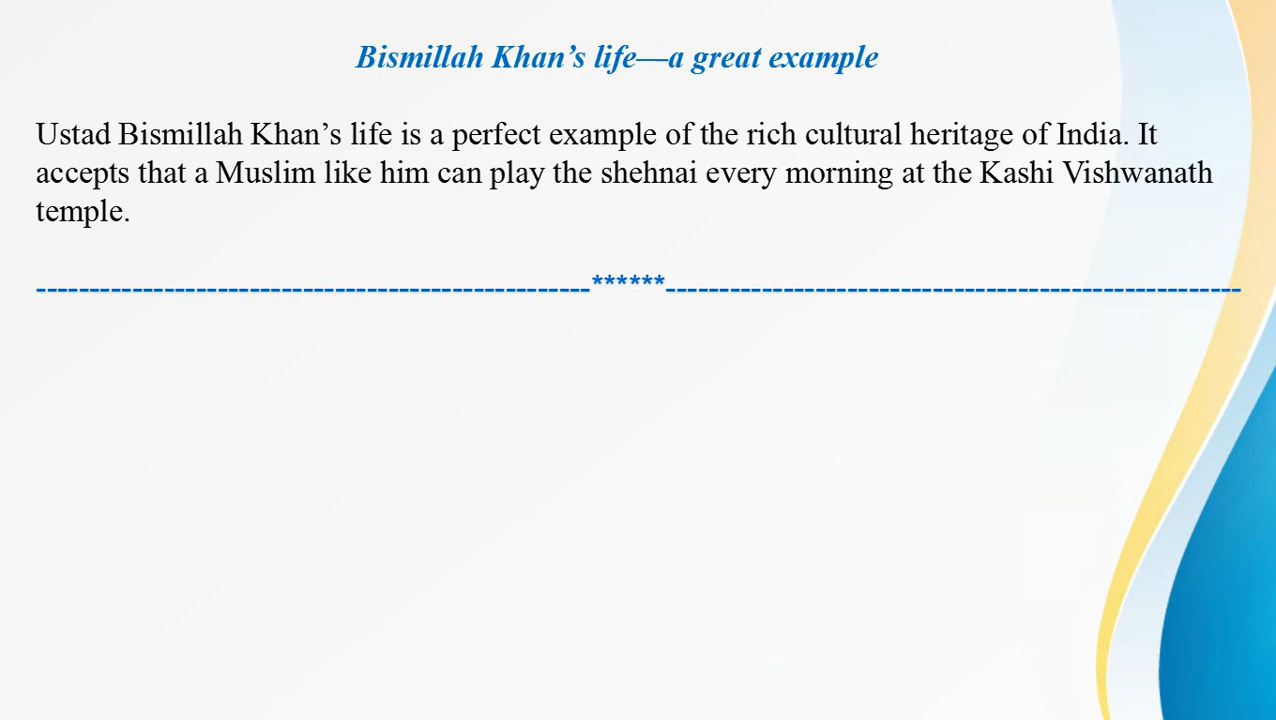 Bismillah Khan’s life—a great example
Ustad Bismillah Khan’s life is a perfect example of the rich cultural heritage of India. It
accepts that a Muslim like him can play the shehnai every morning at the Kashi Vishwanath
temple.
----------------------------------------------------******------------------------------------------------------